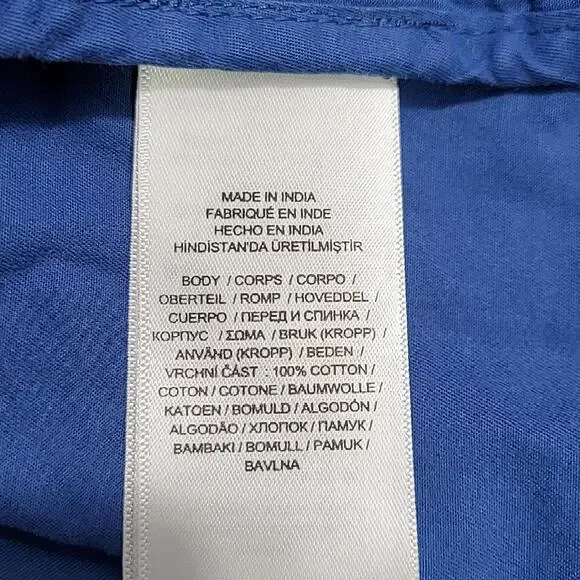 MADE IN INDIA
FABRIQUÉ EN INDE
HECHO EN INDIA
HİNDİSTAN'DA ÜRETİLMİŞTİR
BODY / CORPS / CORPO /
OBERTEIL / ROMP / HOVEDDEL /
CUERPO / ПЕРЕД И СПИНКА /
КОРПУС / ΣΩΜΑ / BRUK (KROPP) /
ANVÄND (KROPP) / BEDEN /
VRCHNÍ ČÁST : 100% COTTON /
COTON / COTONE / BAUMWOLLE /
KATOEN / BOMULD / ALGODÓN /
ALGODÃO / ХЛОПОК / ПАМУК /
BAMBAKI / BOMULL / PAMUK /
BAVLNA